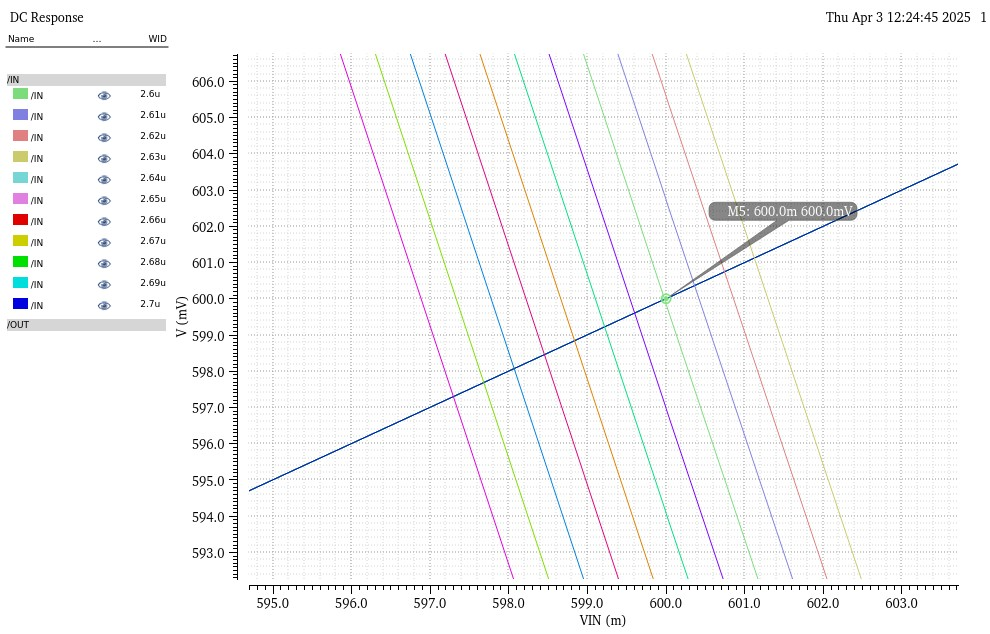 DC Response
Thu Apr 3 12:24:45 2025 1
Name ... WID
/IN
/IN 2.6u
/IN 2.61u
/IN 2.62u
/IN 2.63u
/IN 2.64u
/IN 2.65u
/IN 2.66u
/IN 2.67u
/IN 2.68u
/IN 2.69u
/IN 2.7u
/OUT
V (mV)
606.0
605.0
604.0
603.0
602.0
601.0
600.0
599.0
598.0
597.0
596.0
595.0
594.0
593.0
M5: 600.0m 600.0mV
595.0 596.0 597.0 598.0 599.0 600.0 601.0 602.0 603.0
VIN (m)